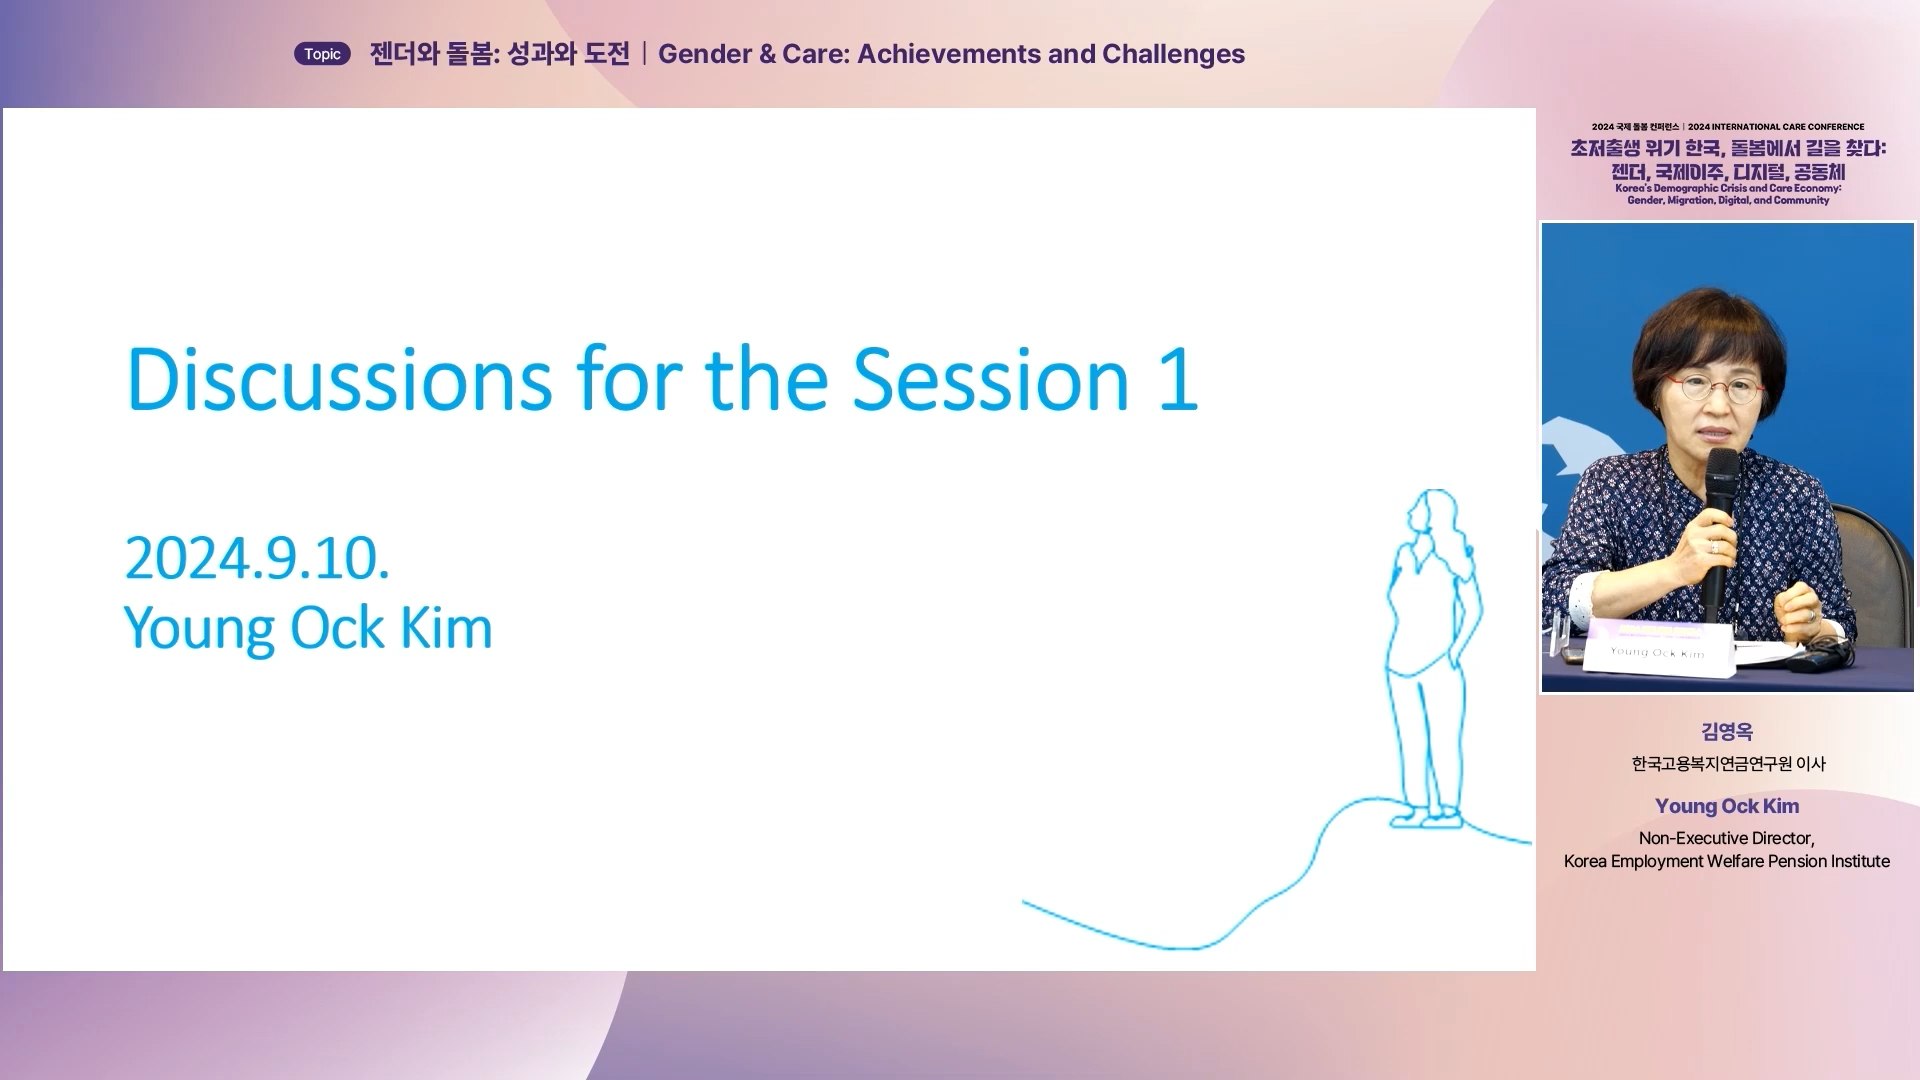 Topic 젠더와 돌봄: 성과와 도전 | Gender & Care: Achievements and Challenges
2024 국제 돌봄 컨퍼런스 | 2024 INTERNATIONAL CARE CONFERENCE
초저출생 위기 한국, 돌봄에서 길을 찾다:
젠더, 국제이주, 디지털, 공동체
Korea's Demographic Crisis and Care Economy:
Gender, Migration, Digital, and Community
Discussions for the Session 1
2024.9.10.
Young Ock Kim
Young Ock Kim
김영옥
한국고용복지연금연구원 이사
Young Ock Kim
Non-Executive Director,
Korea Employment Welfare Pension Institute